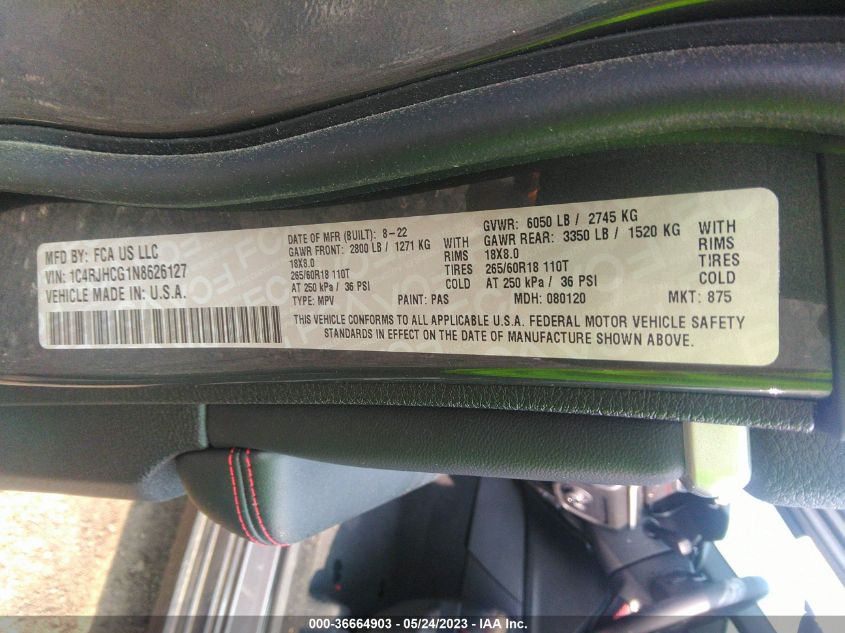 MFD BY: FCA US LLC
VIN: 1C4RJHCG1N8626127
VEHICLE MADE IN: U.S.A.
DATE OF MFR (BUILT): 8-22
GAWR FRONT: 2800 LB / 1271 KG WITH
18X8.0 RIMS
265/60R18 110T TIRES
AT 250 kPa / 36 PSI COLD
TYPE: MPV PAINT: PAS
GVWR: 6050 LB / 2745 KG
GAWR REAR: 3350 LB / 1520 KG WITH
18X8.0 RIMS
265/60R18 110T TIRES
AT 250 kPa / 36 PSI COLD
MDH: 080120 MKT: 875
THIS VEHICLE CONFORMS TO ALL APPLICABLE U.S.A. FEDERAL MOTOR VEHICLE SAFETY
STANDARDS IN EFFECT ON THE DATE OF MANUFACTURE SHOWN ABOVE.
000-36664903 - 05/24/2023 - IAA Inc.